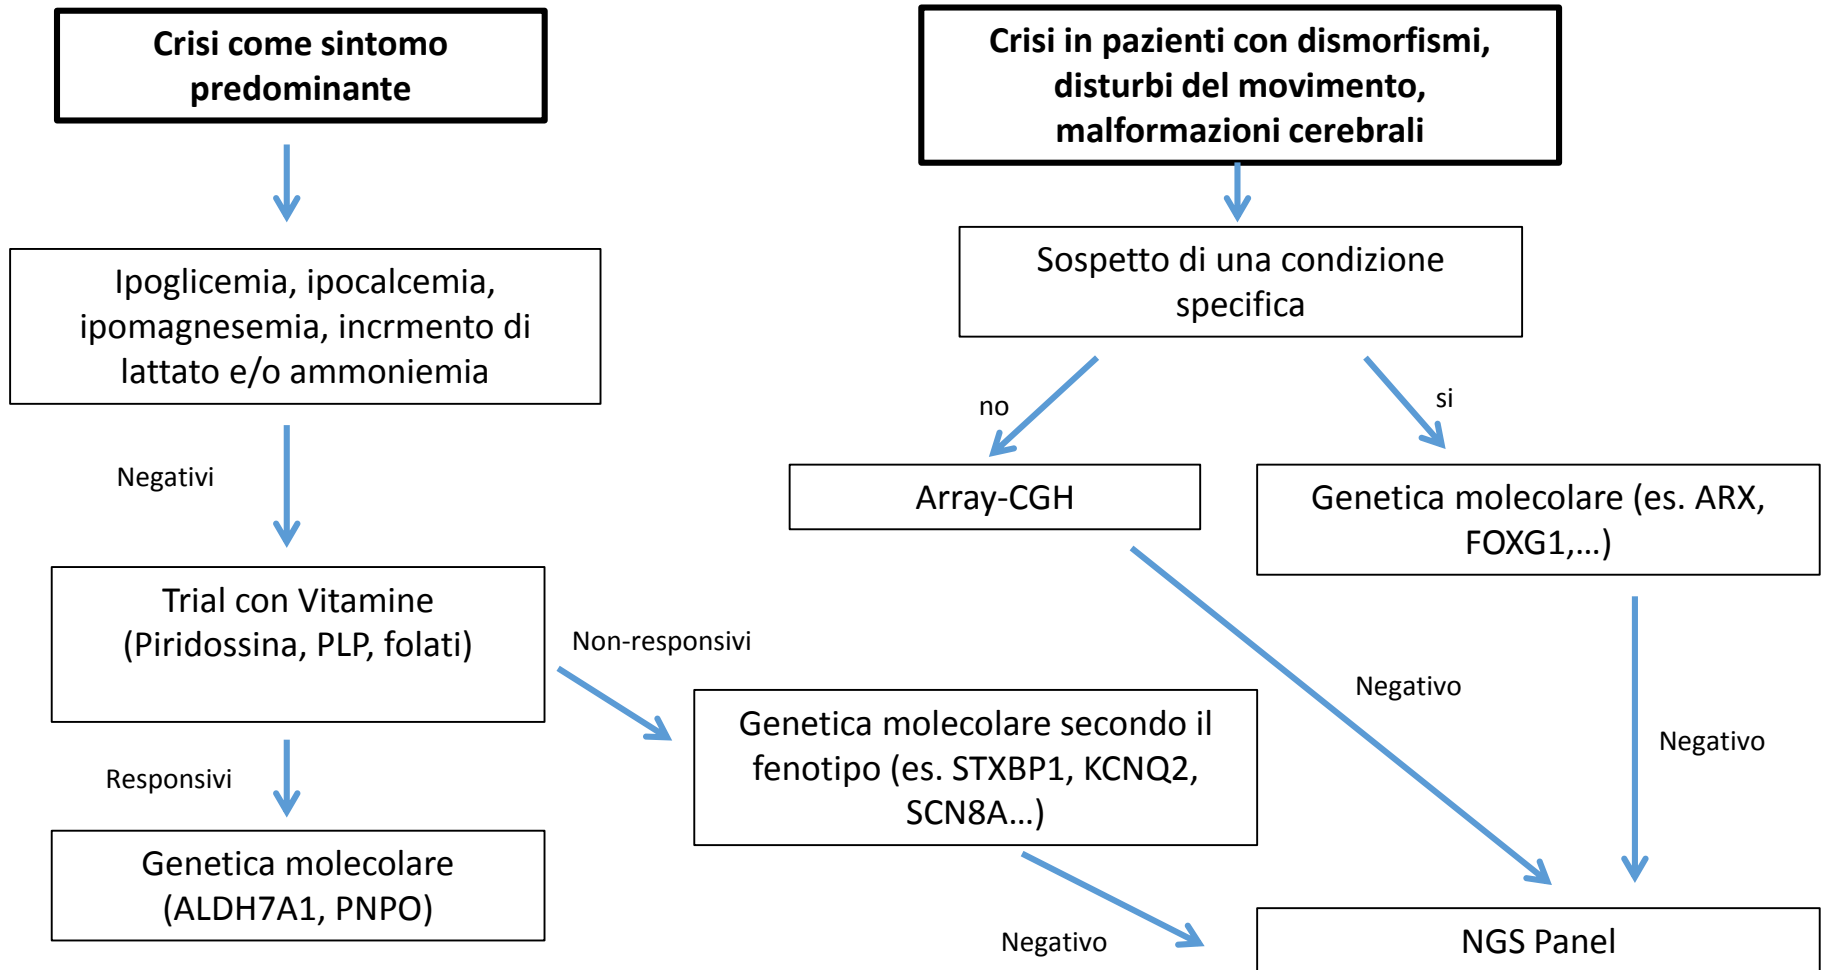 Crisi come sintomo
predominante
Crisi in pazienti con dismorfismi,
disturbi del movimento,
malformazioni cerebrali
Ipoglicemia, ipocalcemia,
ipomagnesemia, incrmento di
lattato e/o ammoniemia
Sospetto di una condizione
specifica
no
si
Negativi
Array-CGH
Genetica molecolare (es. ARX,
FOXG1,...)
Trial con Vitamine
(Piridossina, PLP, folati)
Non-responsivi
Negativo
Negativo
Genetica molecolare secondo il
fenotipo (es. STXBP1, KCNQ2,
SCN8A...)
Responsivi
Genetica molecolare
(ALDH7A1, PNPO)
Negativo
NGS Panel